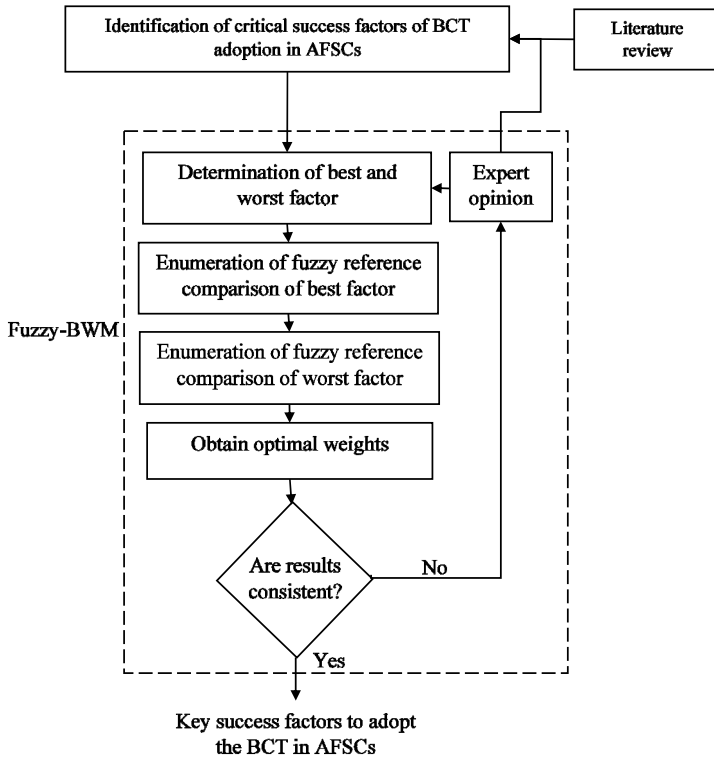 Identification of critical success factors of BCT
adoption in AFSCs
Literature
review
Determination of best and
worst factor
Expert
opinion
Enumeration of fuzzy reference
comparison of best factor
Fuzzy-BWM
Enumeration of fuzzy reference
comparison of worst factor
Obtain optimal weights
Are results
consistent?
No
Yes
Key success factors to adopt
the BCT in AFSCs